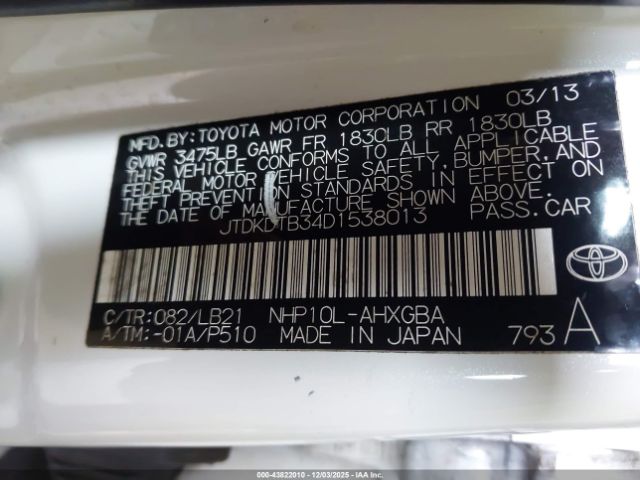 MFD.BY:TOYOTA MOTOR CORPORATION 03/13
GVWR 3475LB GAWR FR 1830LB RR 1830LB
THIS VEHICLE CONFORMS TO ALL APPLICABLE
FEDERAL MOTOR VEHICLE SAFETY, BUMPER, AND
THEFT PREVENTION STANDARDS IN EFFECT ON
THE DATE OF MANUFACTURE SHOWN ABOVE.
JTDKDTB34D1538013 PASS.CAR
C/TR:082/LB21 NHP10L-AHXGBA
A/TM:-01A/P510 MADE IN JAPAN 793 A
TOYOTA
000-43822010 - 12/03/2025 - IAA, Inc.